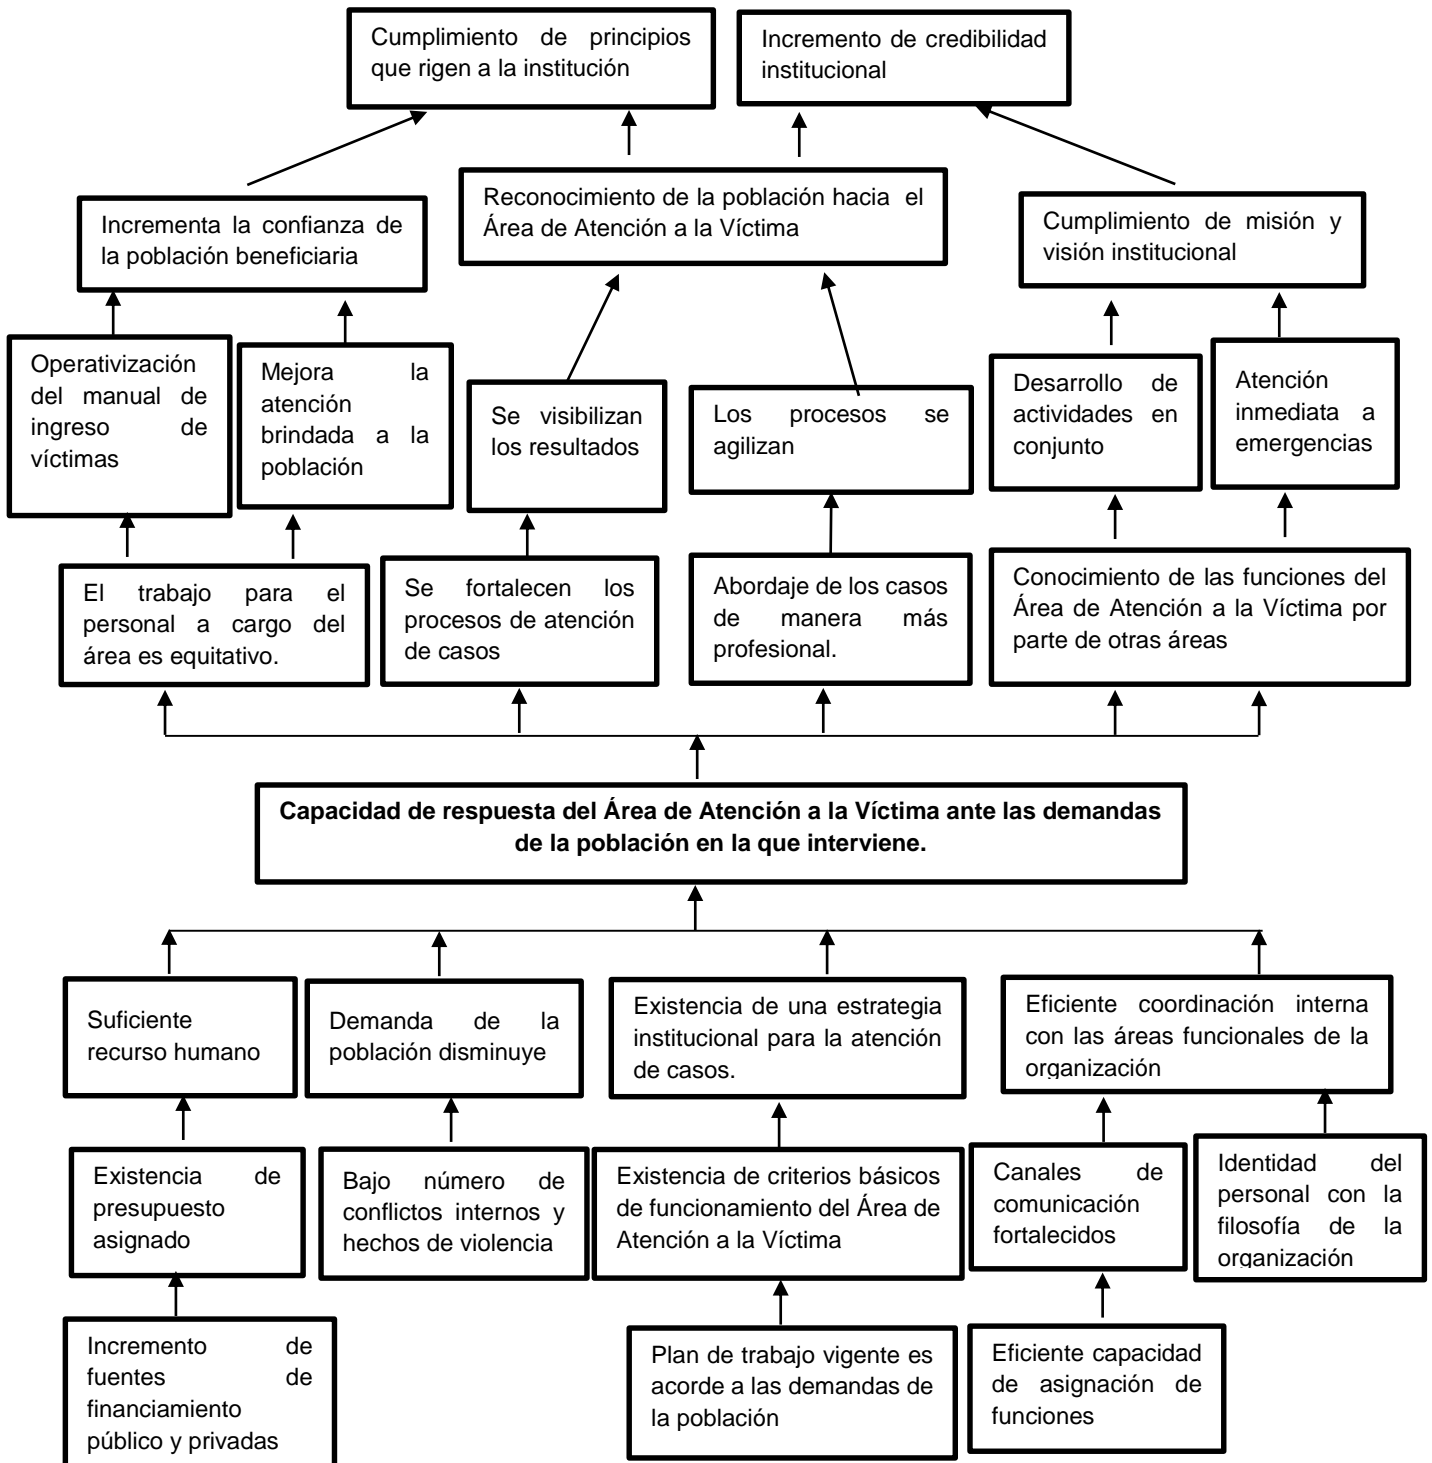 Cumplimiento de principios
que rigen a la institución
Incremento de credibilidad
institucional
Incrementa la confianza de
la población beneficiaria
Reconocimiento de la población hacia el
Área de Atención a la Víctima
Cumplimiento de misión y
visión institucional
Operativización
del manual de
ingreso de
víctimas
Mejora la
atención
brindada a la
población
Se visibilizan
los resultados
Los procesos se
agilizan
Desarrollo de
actividades en
conjunto
Atención
inmediata a
emergencias
El trabajo para el
personal a cargo del
área es equitativo.
Se fortalecen los
procesos de atención
de casos
Abordaje de los casos
de manera más
profesional.
Conocimiento de las funciones del
Área de Atención a la Víctima por
parte de otras áreas
Capacidad de respuesta del Área de Atención a la Víctima ante las demandas
de la población en la que interviene.
Suficiente
recurso humano
Demanda de la
población disminuye
Existencia de una estrategia
institucional para la atención
de casos.
Eficiente coordinación interna
con las áreas funcionales de la
organización
Existencia de
presupuesto
asignado
Bajo número de
conflictos internos y
hechos de violencia
Existencia de criterios básicos
de funcionamiento del Área de
Atención a la Víctima
Canales de
comunicación
fortalecidos
Identidad del
personal con la
filosofía de la
organización
Incremento de
fuentes de
financiamiento
público y privadas
Plan de trabajo vigente es
acorde a las demandas de
la población
Eficiente capacidad
de asignación de
funciones